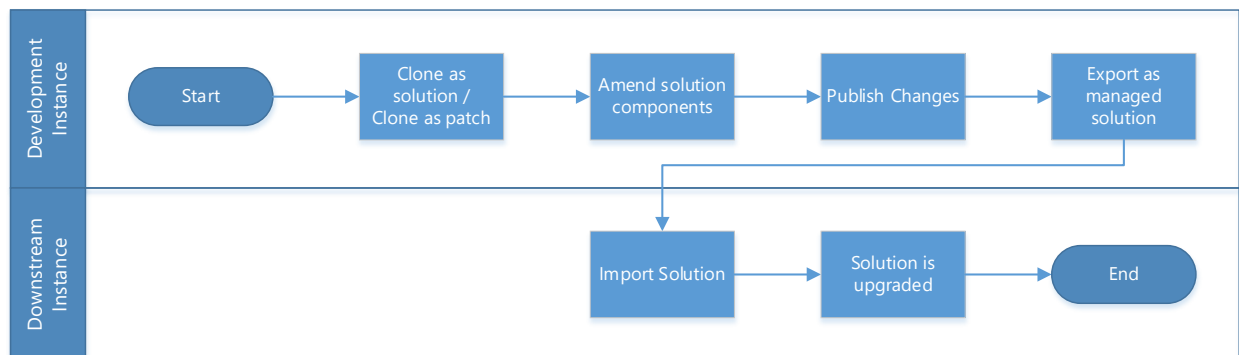 Development
Instance
Start
Clone as
solution /
Clone as patch
Amend solution
components
Publish Changes
Export as
managed
solution
Downstream
Instance
Import Solution
Solution is
upgraded
End